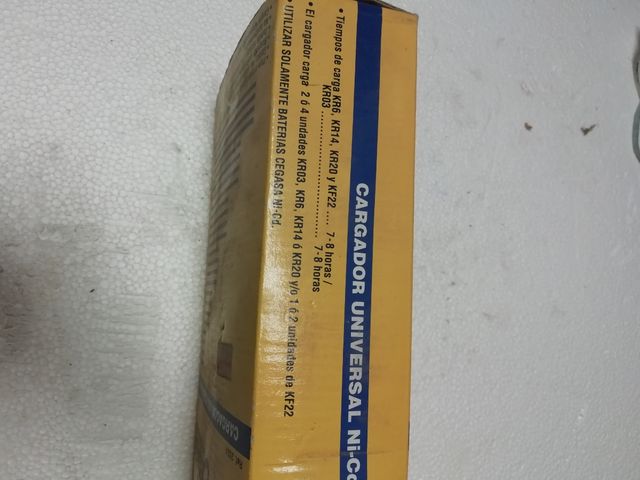 CARGADOR UNIVERSAL Ni-Cd
• Tiempos de carga KR6, KR14, KR20 y KF22 .... 7-8 horas /
KR03 .................................... 7-8 horas
• El cargador carga 2 ó 4 undades KR03, KR6, KR14 ó KR20 y/o 1 ó 2 unidades de KF22
• UTILIZAR SOLAMENTE BATERIAS CEGASA Ni-Cd.